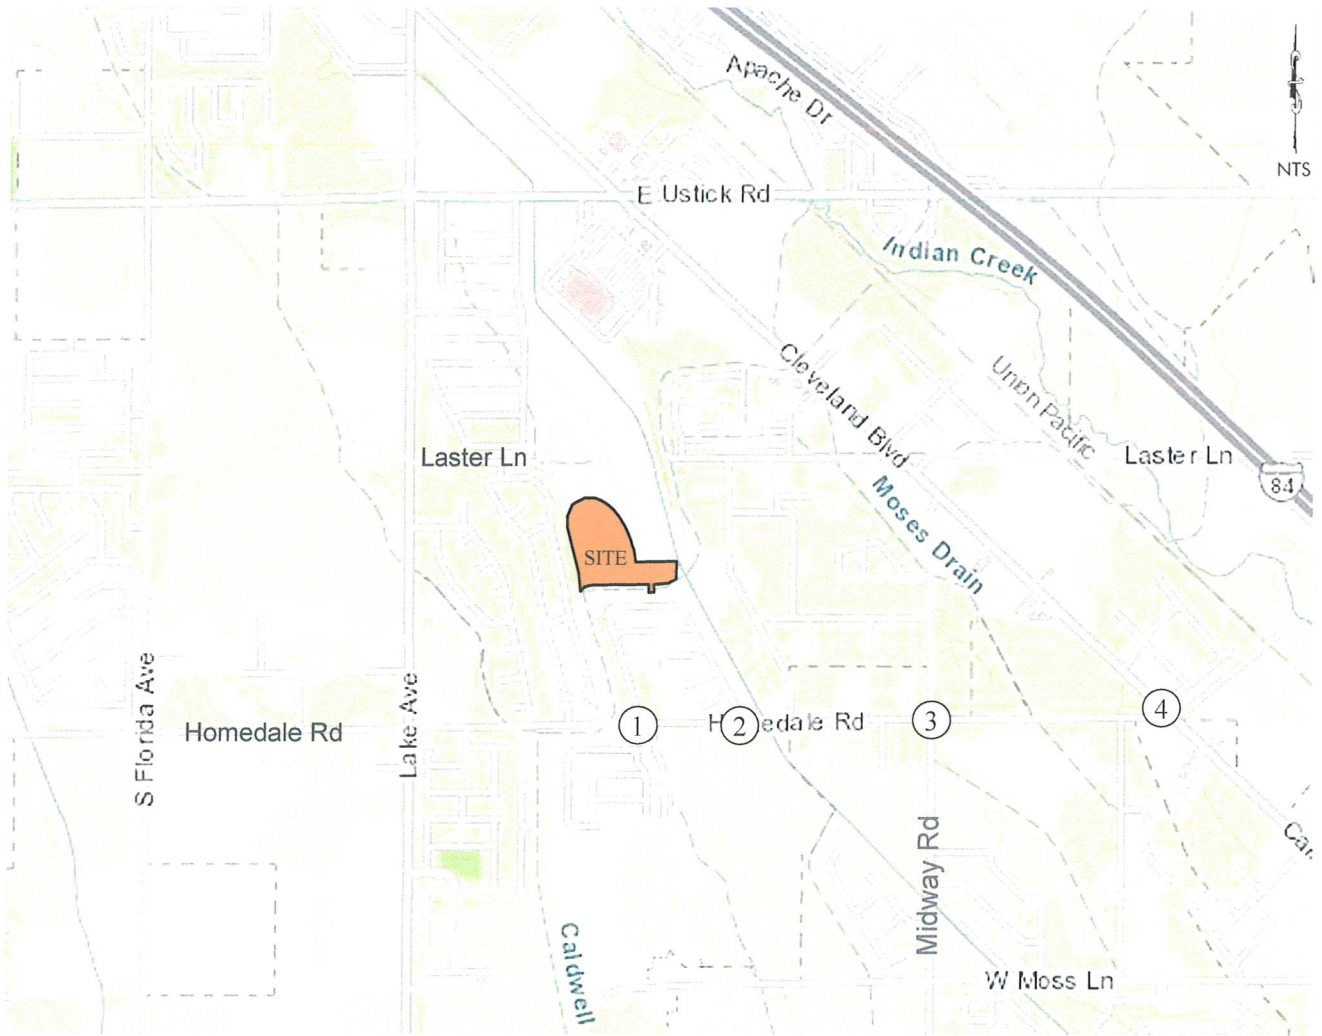 Apache Dr
NTS
E Ustick Rd
Indian Creek
Cleveland Blvd
Union Pacific
Laster Ln
Laster Ln
84
Moses Drain
SITE
S Florida Ave
Lake Ave
Homedale Rd
1
2
edale Rd
3
4
Midway Rd
Caldwell
W Moss Ln